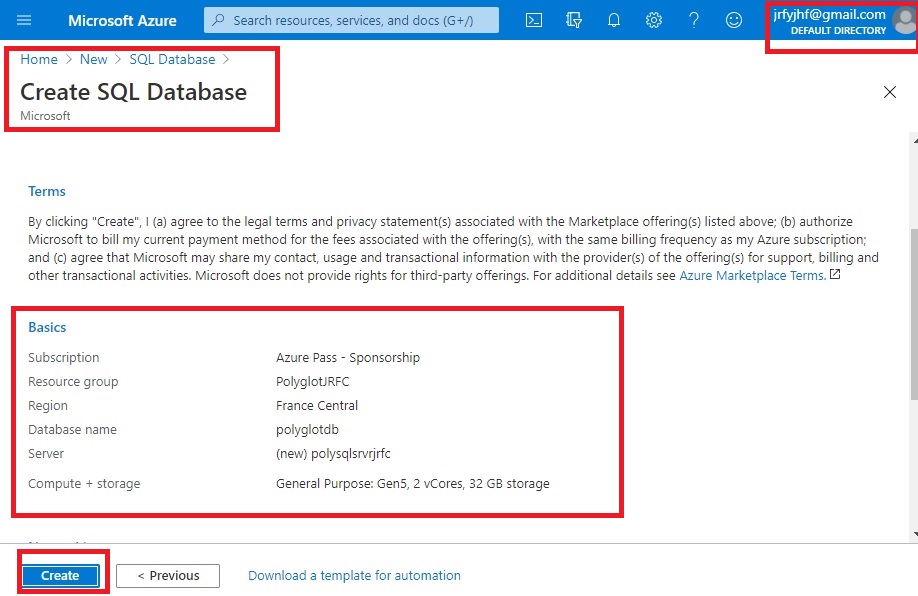 Microsoft Azure
Search resources, services, and docs (G+/)
jrfyjhf@gmail.com
DEFAULT DIRECTORY
Home > New > SQL Database >
Create SQL Database
Microsoft
Terms
By clicking "Create", I (a) agree to the legal terms and privacy statement(s) associated with the Marketplace offering(s) listed above; (b) authorize
Microsoft to bill my current payment method for the fees associated with the offering(s), with the same billing frequency as my Azure subscription;
and (c) agree that Microsoft may share my contact, usage and transactional information with the provider(s) of the offering(s) for support, billing and
other transactional activities. Microsoft does not provide rights for third-party offerings. For additional details see Azure Marketplace Terms.
Basics
Subscription Azure Pass - Sponsorship
Resource group PolyglotJRFC
Region France Central
Database name polyglotdb
Server (new) polysqlsrvrjrfc
Compute + storage General Purpose: Gen5, 2 vCores, 32 GB storage
Create < Previous Download a template for automation